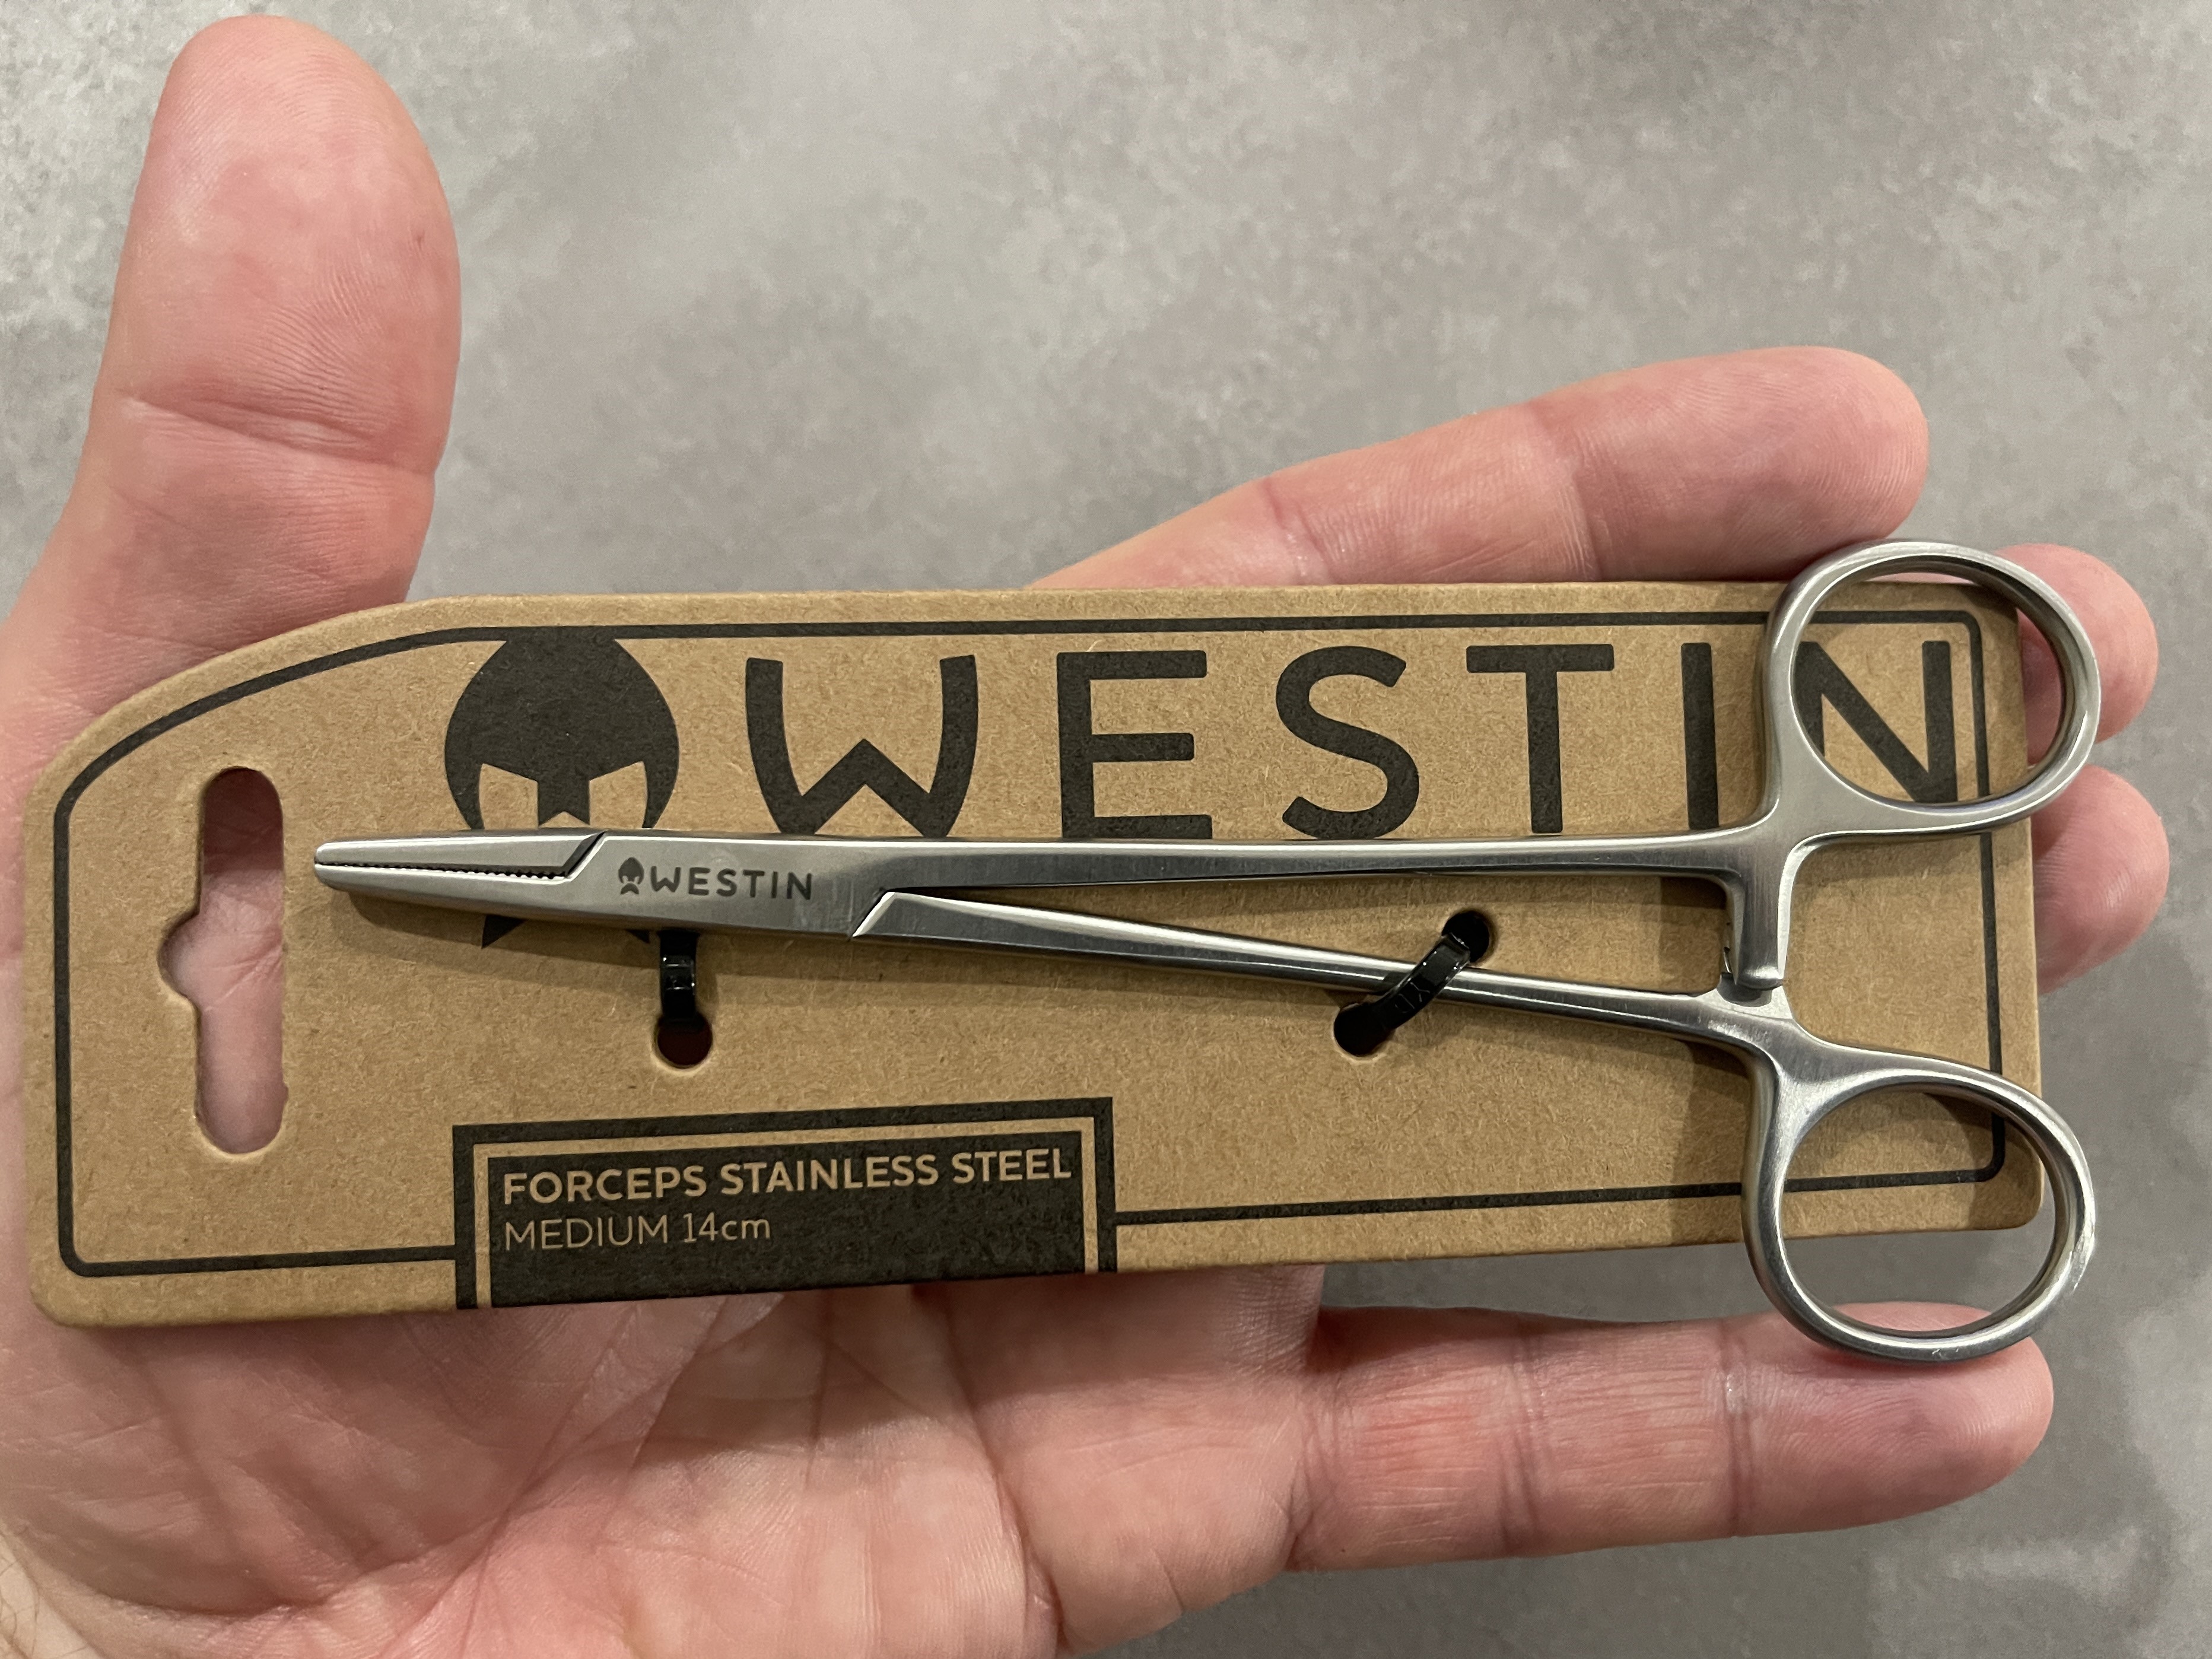 WESTIN
WESTIN
FORCEPS STAINLESS STEEL
MEDIUM 14cm